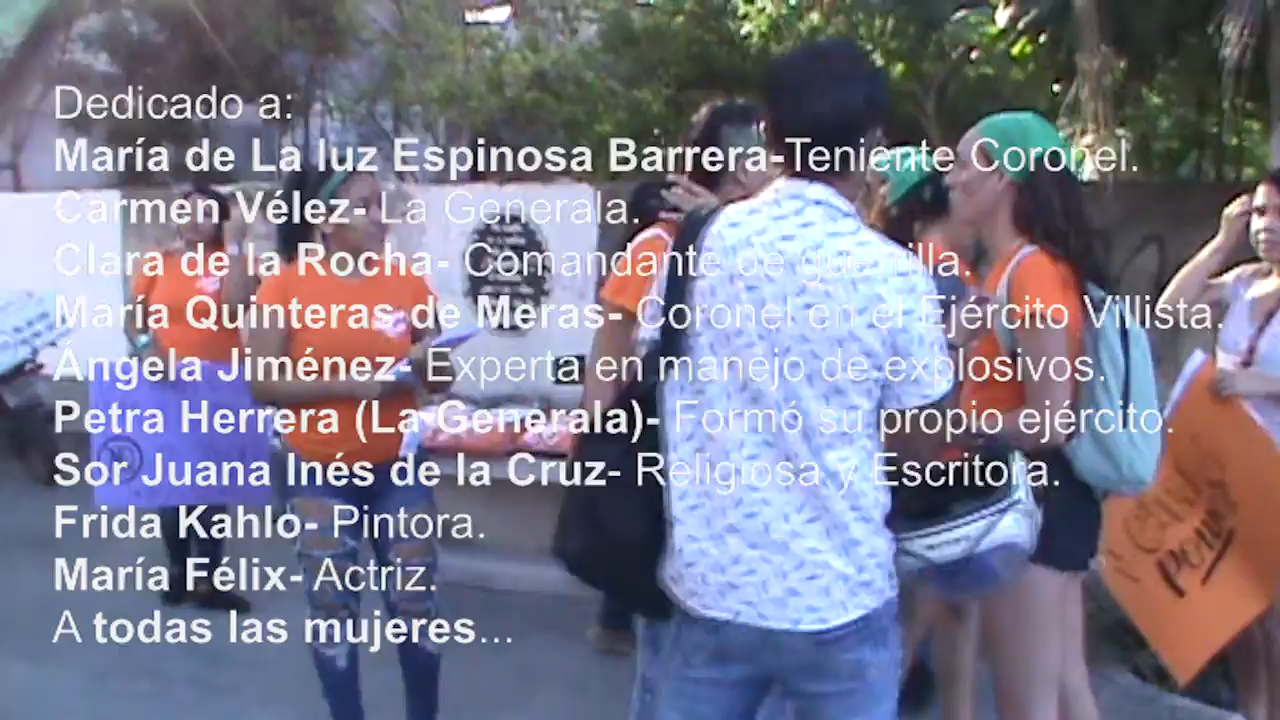 Dedicado a:
María de La luz Espinosa Barrera-Teniente Coronel.
Carmen Vélez- La Generala.
Clara de la Rocha- Comandante de guerrilla.
María Quinteras de Meras- Coronel en el Ejército Villista.
Ángela Jiménez- Experta en manejo de explosivos.
Petra Herrera (La Generala)- Formó su propio ejército.
Sor Juana Inés de la Cruz- Religiosa y Escritora.
Frida Kahlo- Pintora.
María Félix- Actriz.
A todas las mujeres...